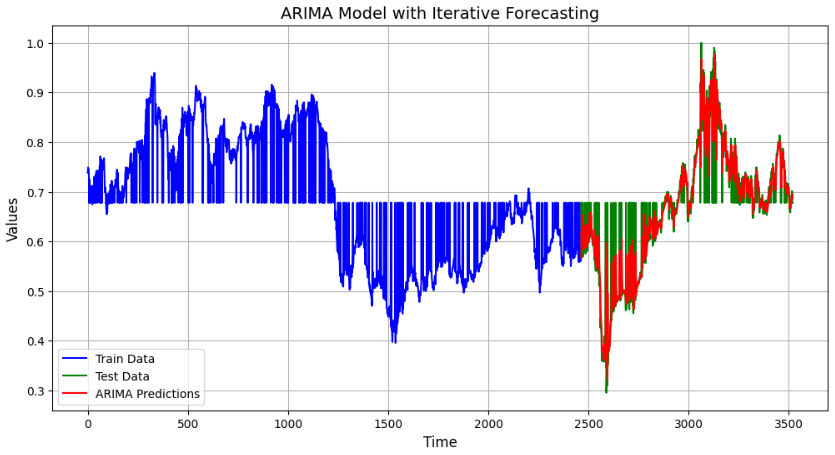 ARIMA Model with Iterative Forecasting
Values
1.0
0.9
0.8
0.7
0.6
0.5
0.4
0.3
Train Data
Test Data
ARIMA Predictions
0 500 1000 1500 2000 2500 3000 3500
Time